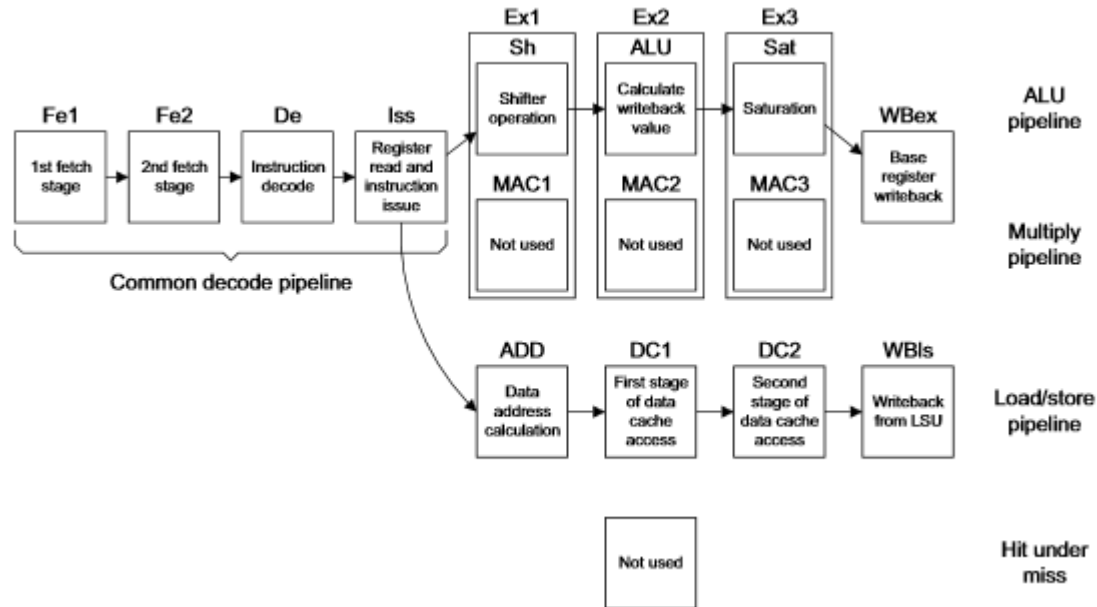 Ex1
Ex2
Ex3
Sh
ALU
Sat
Fe1
Fe2
De
Iss
Shifter
operation
Calculate
writeback
value
Saturation
WBex
ALU
pipeline
1st fetch
stage
2nd fetch
stage
Instruction
decode
Register
read and
instruction
issue
Base
register
writeback
MAC1
MAC2
MAC3
Not used
Not used
Not used
Multiply
pipeline
Common decode pipeline
ADD
DC1
DC2
WBls
Data
address
calculation
First stage
of data
cache
access
Second
stage of
data cache
access
Writeback
from LSU
Load/store
pipeline
Not used
Hit under
miss